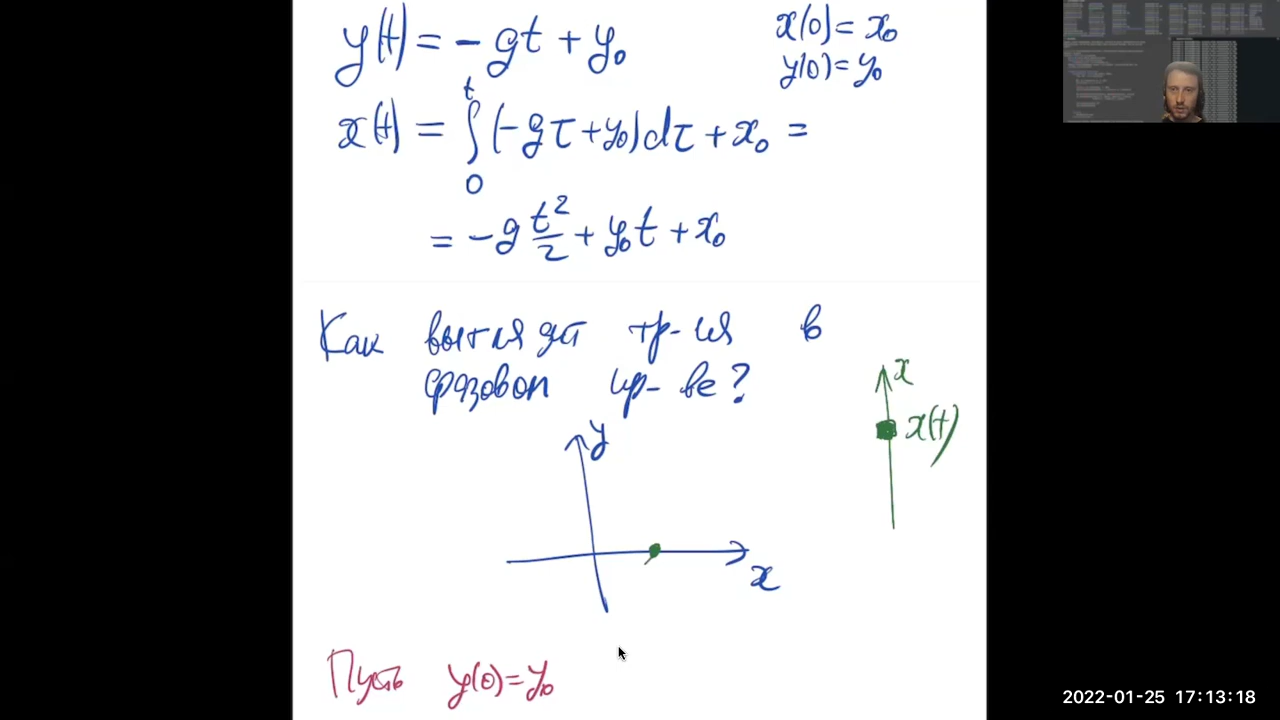 y(t) = - gt + y₀
x(0) = x₀
y(0) = y₀
x(t) = ∫₀ᵗ (-gτ + y₀)dτ + x₀ =
= -g t²/2 + y₀t + x₀
Как выглядят тр-ия в
фазовом пр-ве?
y
x
x
x(t)
Пусть y(0) = y₀
2022-01-25 17:13:18